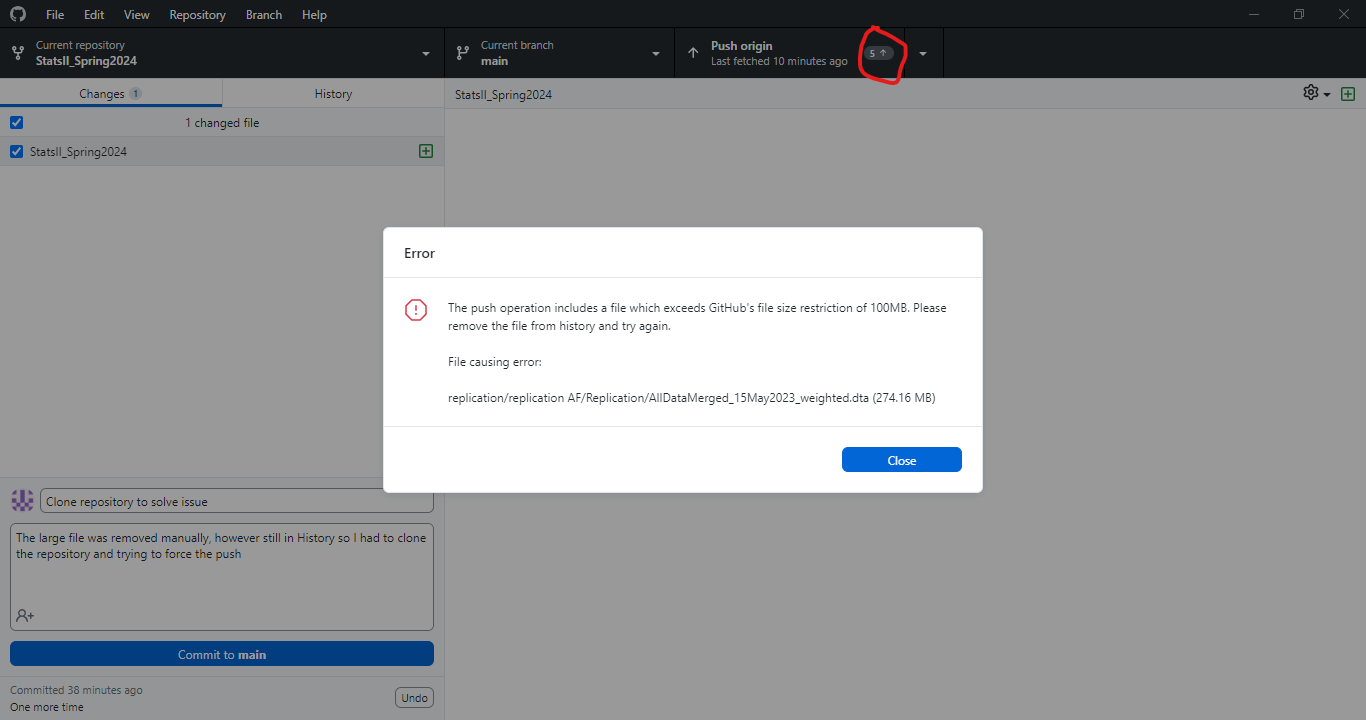 File Edit View Repository Branch Help
Current repository
StatsII_Spring2024
Current branch
main
Push origin
Last fetched 10 minutes ago
5
Changes 1
History
StatsII_Spring2024
1 changed file
StatsII_Spring2024
Error
The push operation includes a file which exceeds GitHub's file size restriction of 100MB. Please
remove the file from history and try again.
File causing error:
replication/replication AF/Replication/AllDataMerged_15May2023_weighted.dta (274.16 MB)
Close
Clone repository to solve issue
The large file was removed manually, however still in History so I had to clone
the repository and trying to force the push
Commit to main
Committed 38 minutes ago
One more time
Undo